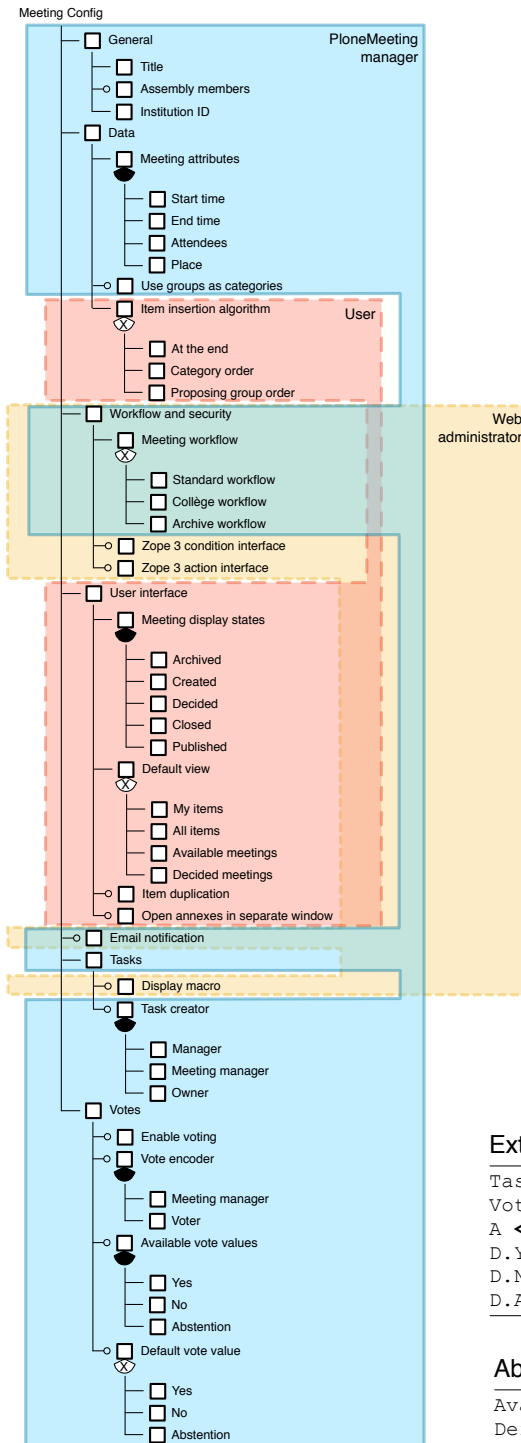 Meeting Config
General
PloneMeeting
manager
Title
Assembly members
Institution ID
Data
Meeting attributes
Start time
End time
Attendees
Place
Use groups as categories
Item insertion algorithm
User
X
At the end
Category order
Proposing group order
Workflow and security
Web
administrator
Meeting workflow
X
Standard workflow
Collège workflow
Archive workflow
Zope 3 condition interface
Zope 3 action interface
User interface
Meeting display states
Archived
Created
Decided
Closed
Published
Default view
X
My items
All items
Available meetings
Decided meetings
Item duplication
Open annexes in separate window
Email notification
Tasks
Display macro
Task creator
Manager
Meeting manager
Owner
Votes
Enable voting
Vote encoder
Meeting manager
Voter
Available vote values
Yes
No
Abstention
Default vote value
X
Yes
No
Abstention
Ext
Tas
Vot
A <
D.Y
D.N
D.A
Ab
Ava